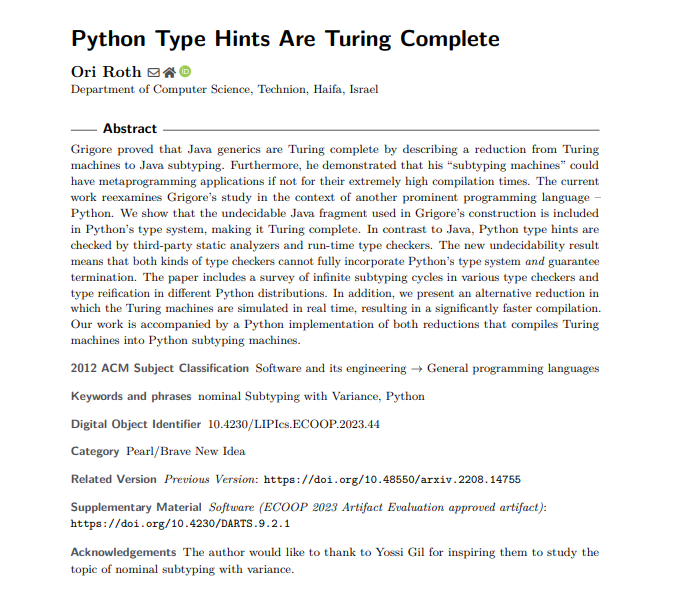 Python Type Hints Are Turing Complete
Ori Roth
Department of Computer Science, Technion, Haifa, Israel
Abstract
Grigore proved that Java generics are Turing complete by describing a reduction from Turing
machines to Java subtyping. Furthermore, he demonstrated that his “subtyping machines” could
have metaprogramming applications if not for their extremely high compilation times. The current
work reexamines Grigore’s study in the context of another prominent programming language –
Python. We show that the undecidable Java fragment used in Grigore’s construction is included
in Python’s type system, making it Turing complete. In contrast to Java, Python type hints are
checked by third-party static analyzers and run-time type checkers. The new undecidability result
means that both kinds of type checkers cannot fully incorporate Python’s type system and guarantee
termination. The paper includes a survey of infinite subtyping cycles in various type checkers and
type reification in different Python distributions. In addition, we present an alternative reduction in
which the Turing machines are simulated in real time, resulting in a significantly faster compilation.
Our work is accompanied by a Python implementation of both reductions that compiles Turing
machines into Python subtyping machines.
2012 ACM Subject Classification Software and its engineering → General programming languages
Keywords and phrases nominal Subtyping with Variance, Python
Digital Object Identifier 10.4230/LIPIcs.ECOOP.2023.44
Category Pearl/Brave New Idea
Related Version Previous Version: https://doi.org/10.48550/arxiv.2208.14755
Supplementary Material Software (ECOOP 2023 Artifact Evaluation approved artifact):
https://doi.org/10.4230/DARTS.9.2.1
Acknowledgements The author would like to thank to Yossi Gil for inspiring them to study the
topic of nominal subtyping with variance.